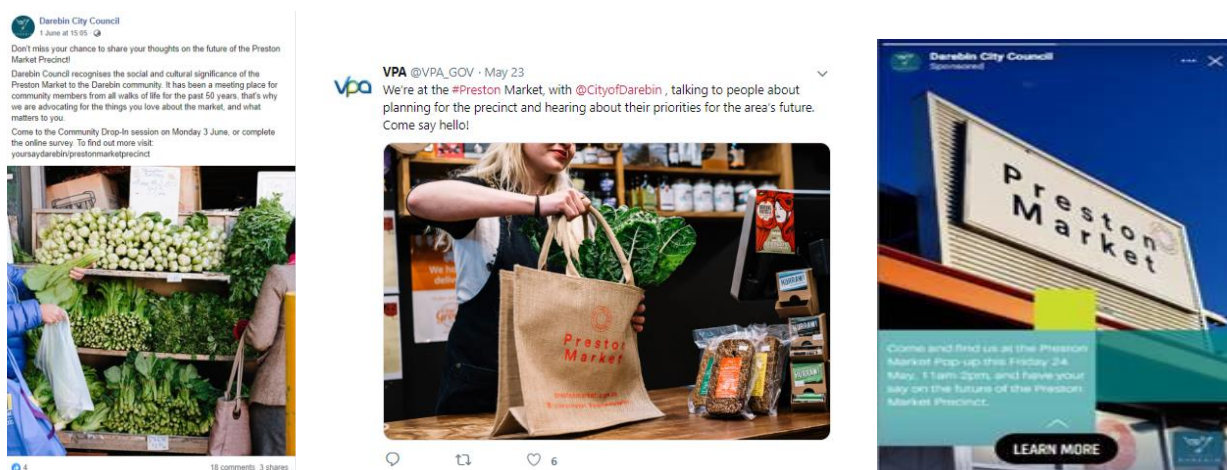 Darebin City Council
1 June at 15:05
Don't miss your chance to share your thoughts on the future of the Preston
Market Precinct!
Darebin Council recognises the social and cultural significance of the
Preston Market to the Darebin community. It has been a meeting place for
community members from all walks of life for the past 50 years, that's why
we are advocating for the things you love about the market, and what
matters to you.
Come to the Community Drop-In session on Monday 3 June, or complete
the online survey. To find out more visit:
yoursaydarebin/prestonmarketprecinct
4
18 comments 3 shares
vpa
VPA @VPA_GOV · May 23
We're at the #Preston Market, with @CityofDarebin , talking to people about
planning for the precinct and hearing about their priorities for the area's future.
Come say hello!
Preston
Market
6
Darebin City Council
Sponsored
Preston
Market
Come and find us at the Preston
Market Pop-up this Friday 24
May, 11am-2pm, and have your
say on the future of the Preston
Market Precinct.
LEARN MORE